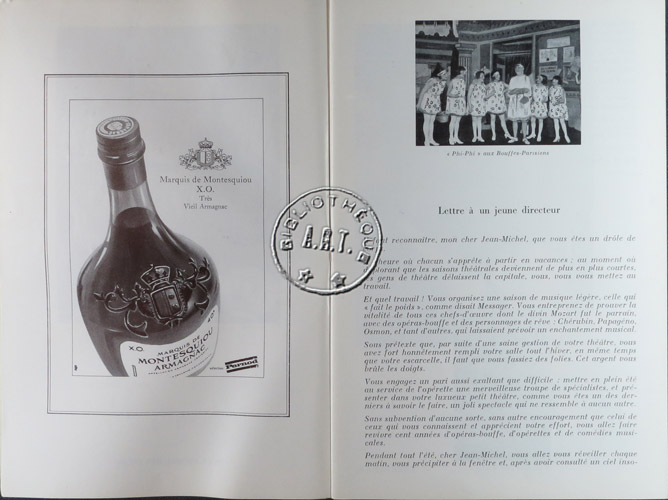 Marquis de Montesquiou
X.O.
Très
Vieil Armagnac
X.O.
MARQUIS DE
MONTESQUIOU
ARMAGNAC
sélection Pernod
BIBLIOTHÈQUE
A.R.T.
« Phi-Phi » aux Bouffes-Parisiens
Lettre à un jeune directeur
reconnaître, mon cher Jean-Michel, que vous êtes un drôle de
heure où chacun s'apprête à partir en vacances ; au moment où
déplorant que les saisons théâtrales deviennent de plus en plus courtes,
les gens de théâtre délaissent la capitale, vous, vous vous mettez au
travail.
Et quel travail ! Vous organisez une saison de musique légère, celle qui
« fait le poids », comme disait Messager. Vous entreprenez de prouver la
vitalité de tous ces chefs-d'œuvre dont le divin Mozart fut le parrain,
avec des opéras-bouffe et des personnages de rêve : Chérubin, Papagéno,
Osmon, et tant d'autres, qui laissaient prévoir un enchantement musical.
Sous prétexte que, par suite d'une saine gestion de votre théâtre, vous
avez fort honnêtement rempli votre salle tout l'hiver, en même temps
que votre escarcelle, il faut que vous fassiez des folies. Cet argent vous
brûle les doigts.
Vous engagez un pari aussi exaltant que difficile : mettre en plein été
au service de l'opérette une merveilleuse troupe de spécialistes, et pré-
senter dans votre luxueux petit théâtre, comme vous êtes un des der-
niers à savoir le faire, un joli spectacle qui ne ressemble à aucun autre.
Sans subvention d'aucune sorte, sans autre encouragement que celui de
ceux qui vous connaissent et apprécient votre effort, vous allez faire
revivre cent années d'opéras-bouffe, d'opérettes et de comédies musi-
cales.
Pendant tout l'été, cher Jean-Michel, vous allez vous réveiller chaque
matin, vous précipiter à la fenêtre et, après avoir consulté un ciel inso-